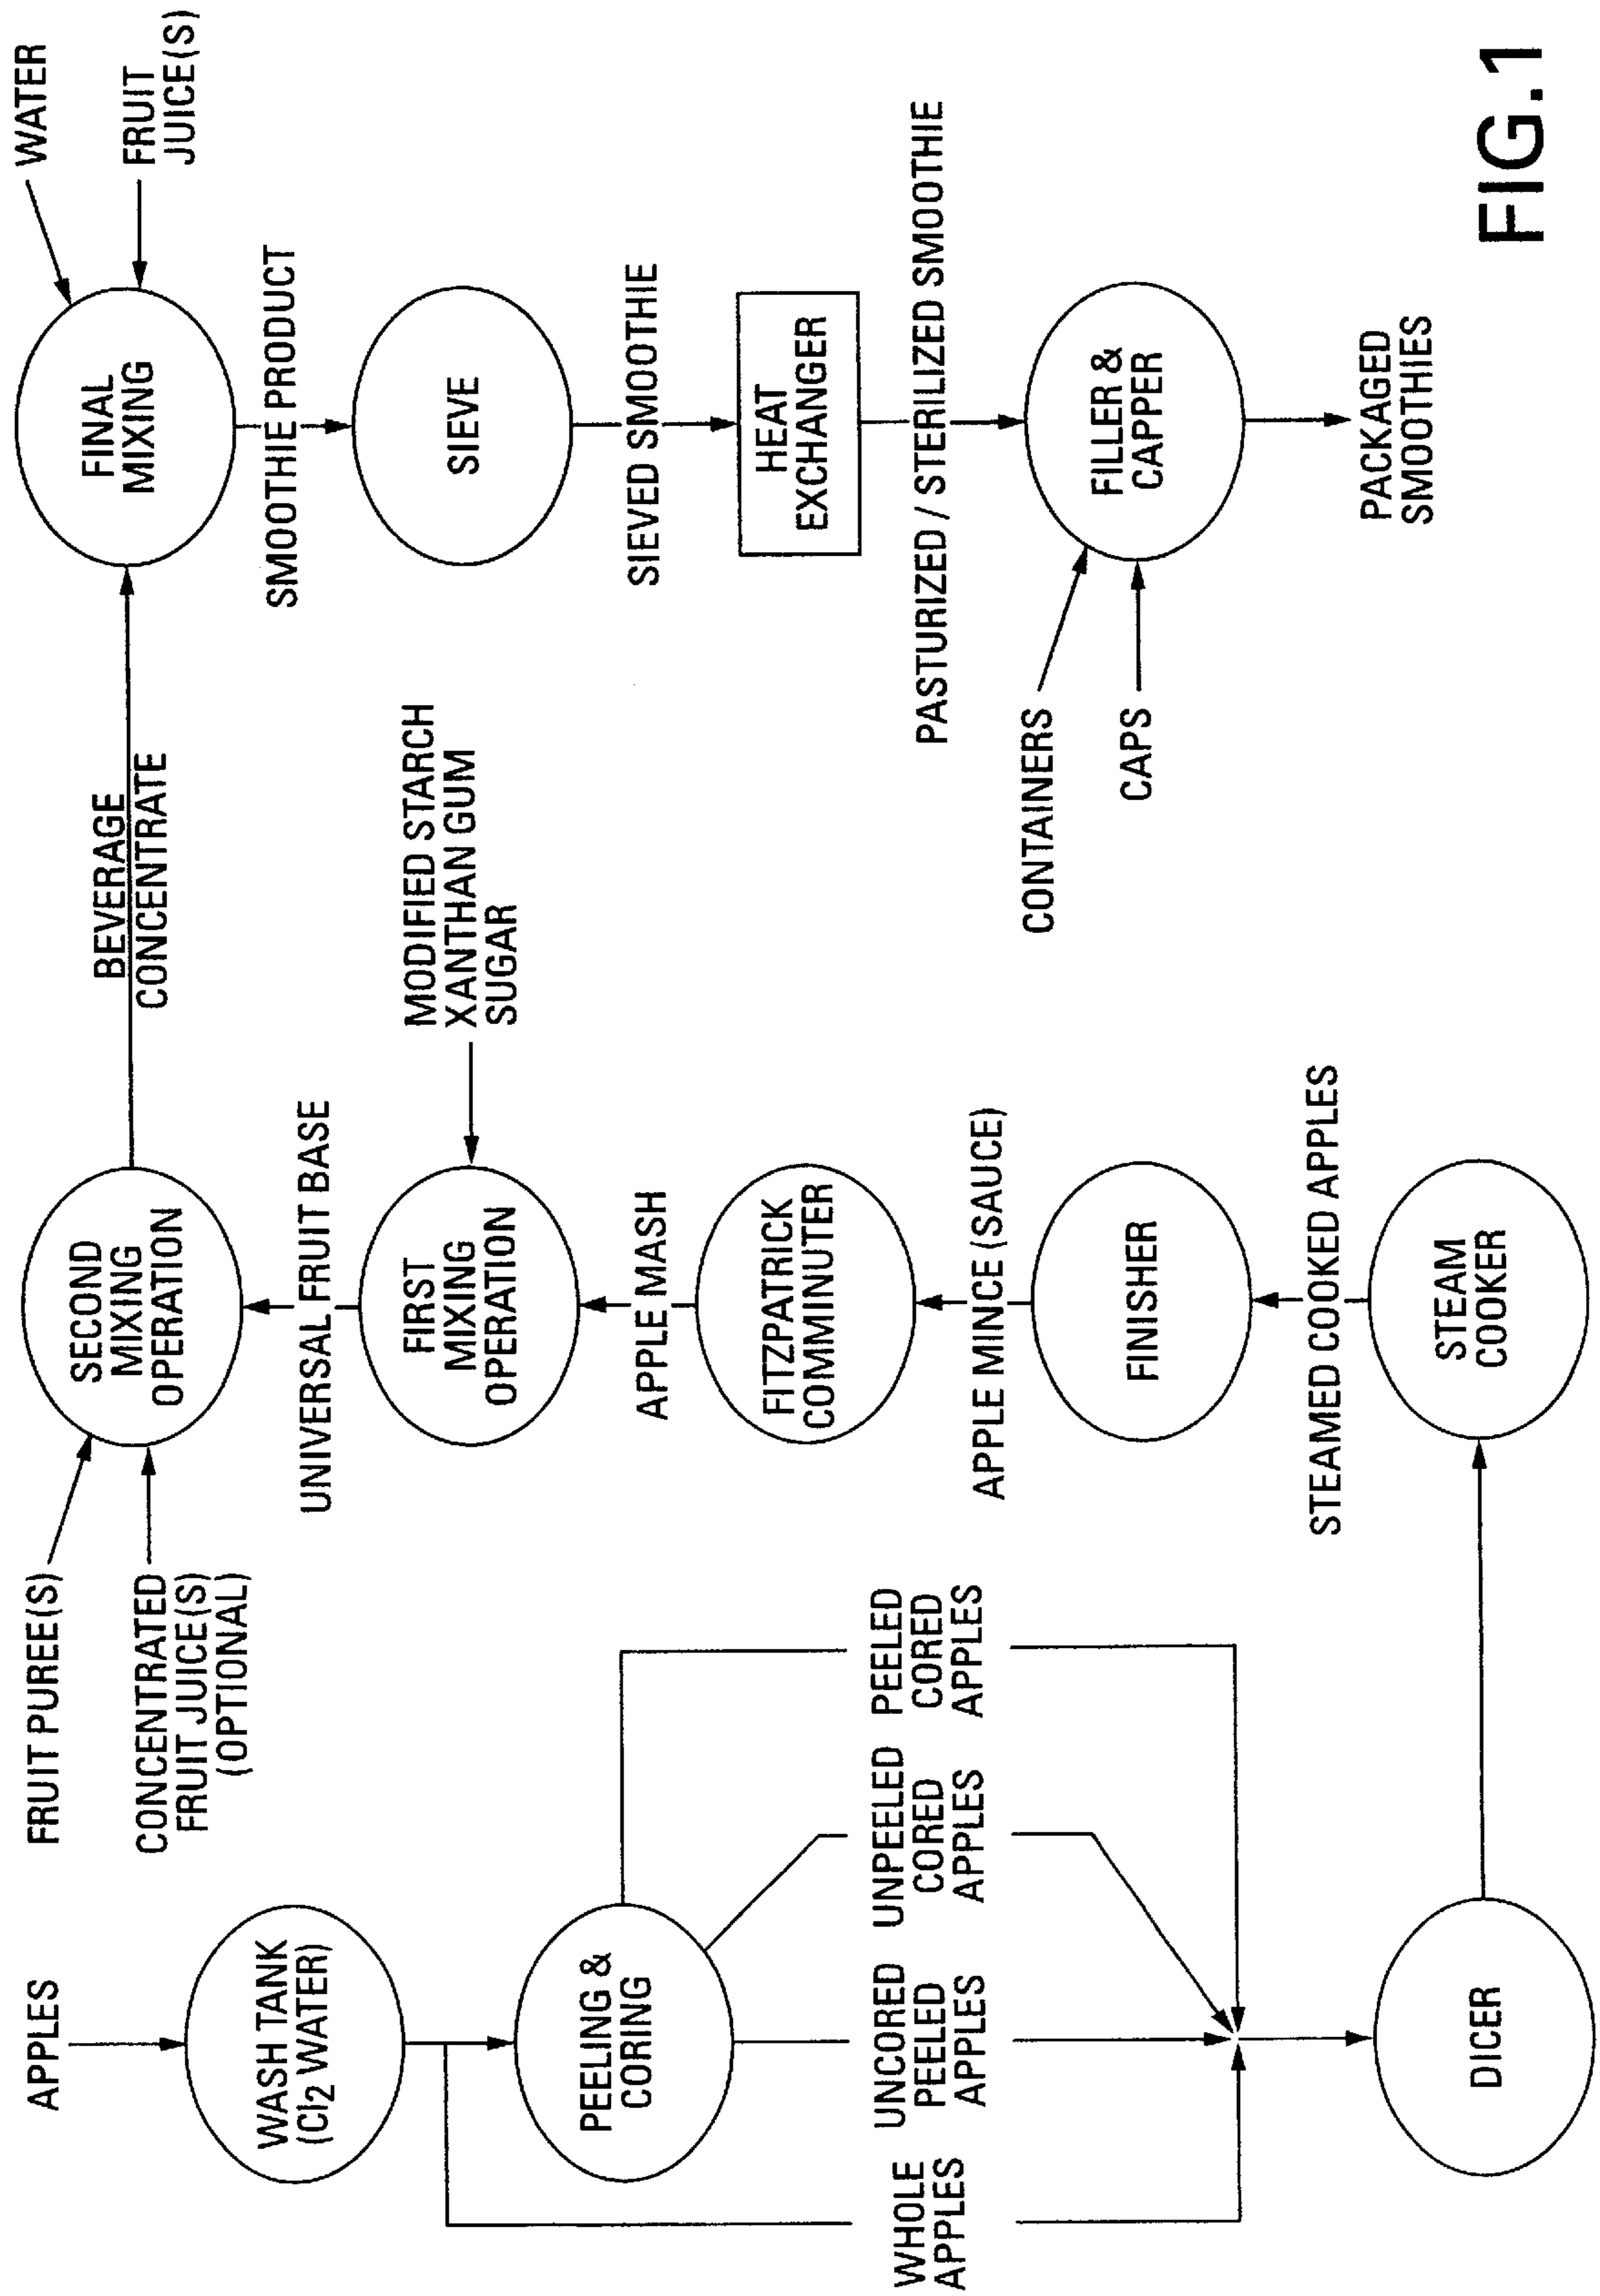 APPLES
WASH TANK
(Cl2 WATER)
PEELING &
CORING
WHOLE
APPLES
UNCORED
PEELED
APPLES
UNPEELED
CORED
APPLES
PEELED
CORED
APPLES
DICER
STEAM
COOKER
STEAMED COOKED APPLES
FINISHER
APPLE MINCE (SAUCE)
FITZPATRICK
COMMINUTER
APPLE MASH
FIRST
MIXING
OPERATION
MODIFIED STARCH
XANTHAN GUM
SUGAR
UNIVERSAL FRUIT BASE
SECOND
MIXING
OPERATION
FRUIT PUREE(S)
CONCENTRATED
FRUIT JUICE(S)
(OPTIONAL)
BEVERAGE
CONCENTRATE
FINAL
MIXING
WATER
FRUIT
JUICE(S)
SMOOTHIE PRODUCT
SIEVE
SIEVED SMOOTHIE
HEAT
EXCHANGER
PASTURIZED / STERILIZED SMOOTHIE
FILLER &
CAPPER
CONTAINERS
CAPS
PACKAGED
SMOOTHIES
FIG.1